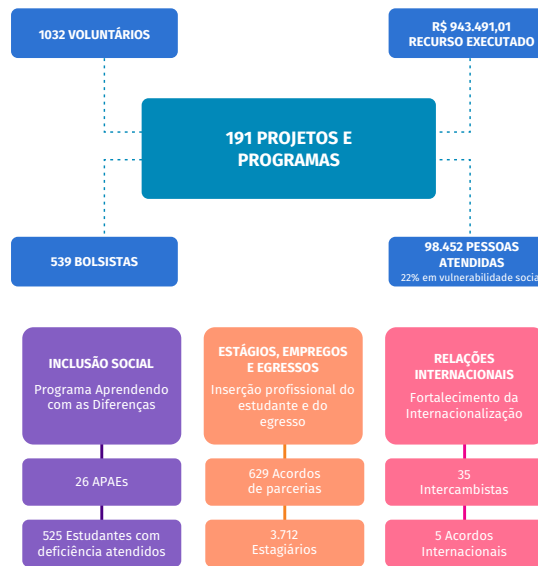 1032 VOLUNTÁRIOS
R$ 943.491,01
RECURSO EXECUTADO
191 PROJETOS E
PROGRAMAS
539 BOLSISTAS
98.452 PESSOAS
ATENDIDAS
22% em vulnerabilidade social
INCLUSÃO SOCIAL
Programa Aprendendo
com as Diferenças
26 APAEs
525 Estudantes com
deficiência atendidos
ESTÁGIOS, EMPREGOS
E EGRESSOS
Inserção profissional do
estudante e do
egresso
629 Acordos
de parcerias
3.712
Estagiários
RELAÇÕES
INTERNACIONAIS
Fortalecimento da
Internacionalização
35
Intercambistas
5 Acordos
Internacionais